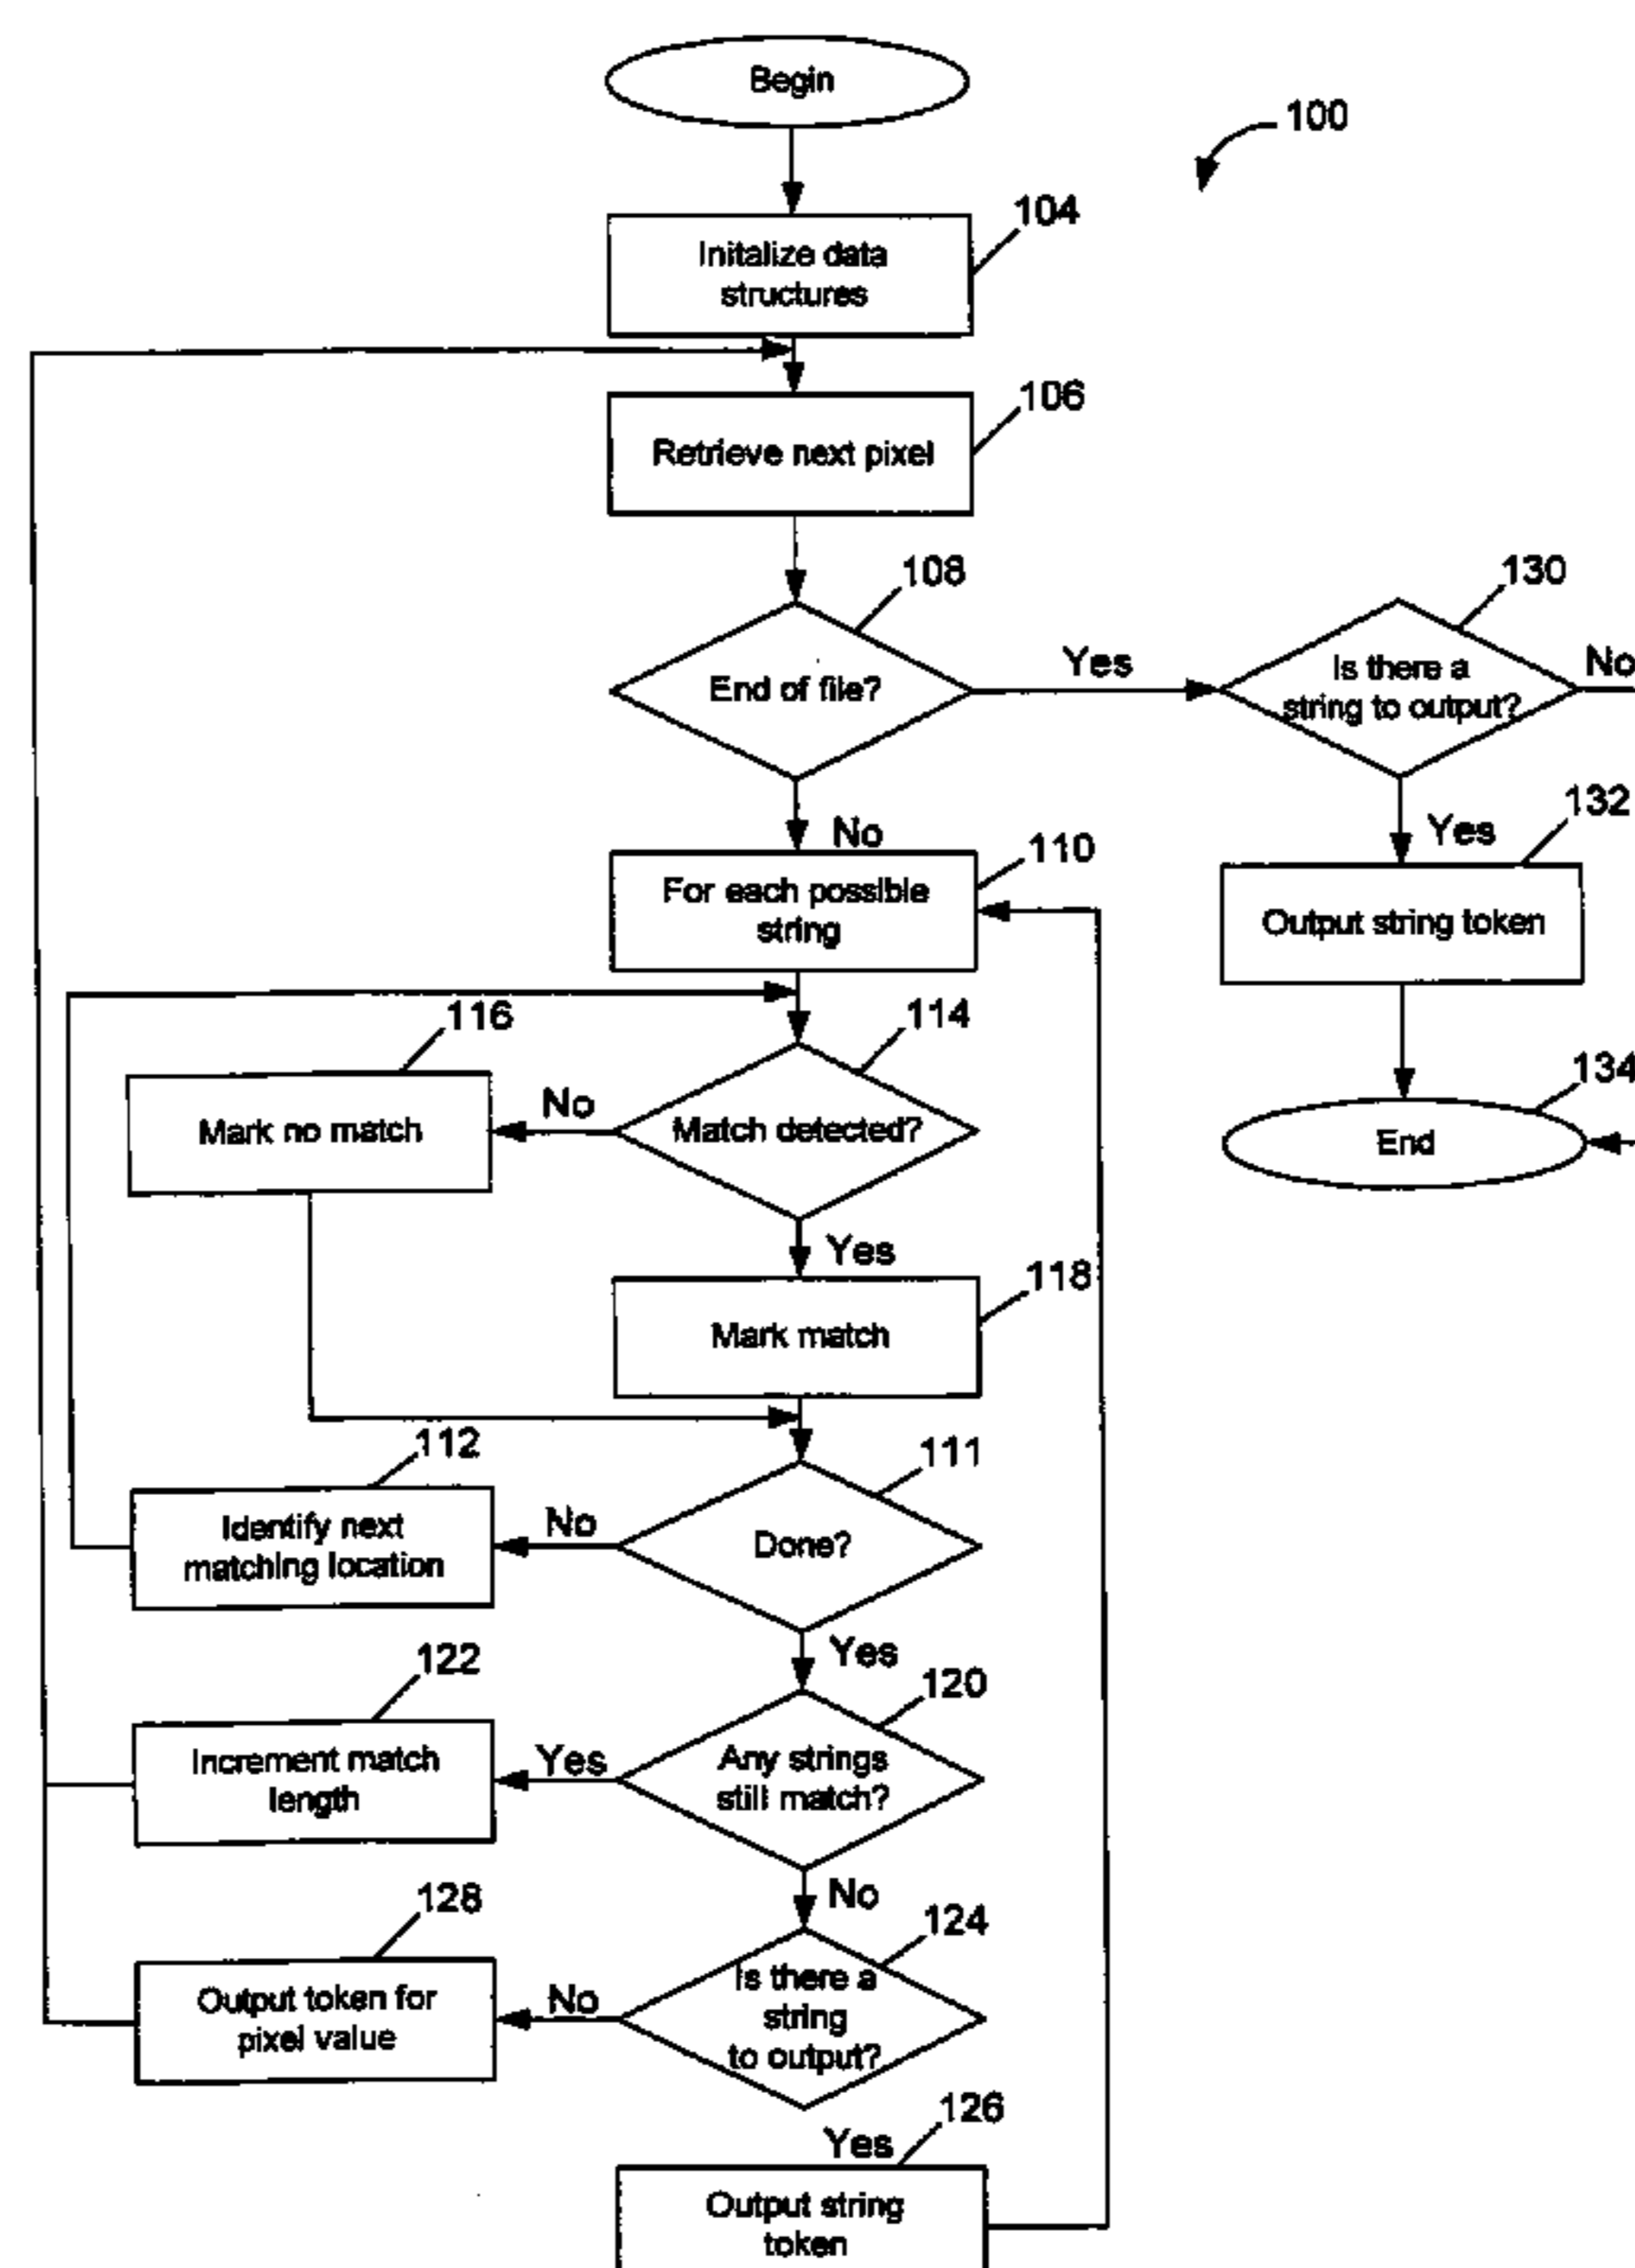 Begin
100
104
Initalize data
structures
106
Retrieve next pixel
108
End of file?
Yes
130
Is there a
string to output?
No
No
132
Yes
110
For each possible
string
Output string token
116
114
134
Mark no match
No
Match detected?
End
Yes
118
Mark match
112
111
Identify next
matching location
No
Done?
Yes
122
120
Increment match
length
Yes
Any strings
still match?
No
128
124
Output token for
pixel value
No
Is there a
string
to output?
126
Yes
Output string
token